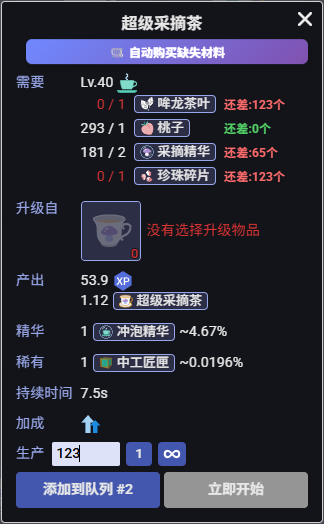 超级采摘茶
自动购买缺失材料
需要 Lv.40
0 / 1 哞龙茶叶 还差:123个
293 / 1 桃子 还差:0个
181 / 2 采摘精华 还差:65个
0 / 1 珍珠碎片 还差:123个
升级自 0 没有选择升级物品
产出 53.9 XP
1.12 超级采摘茶
精华 1 冲泡精华 ~4.67%
稀有 1 中工匠匣 ~0.0196%
持续时间 7.5s
加成
生产 123 1 ∞
添加到队列 #2 立即开始